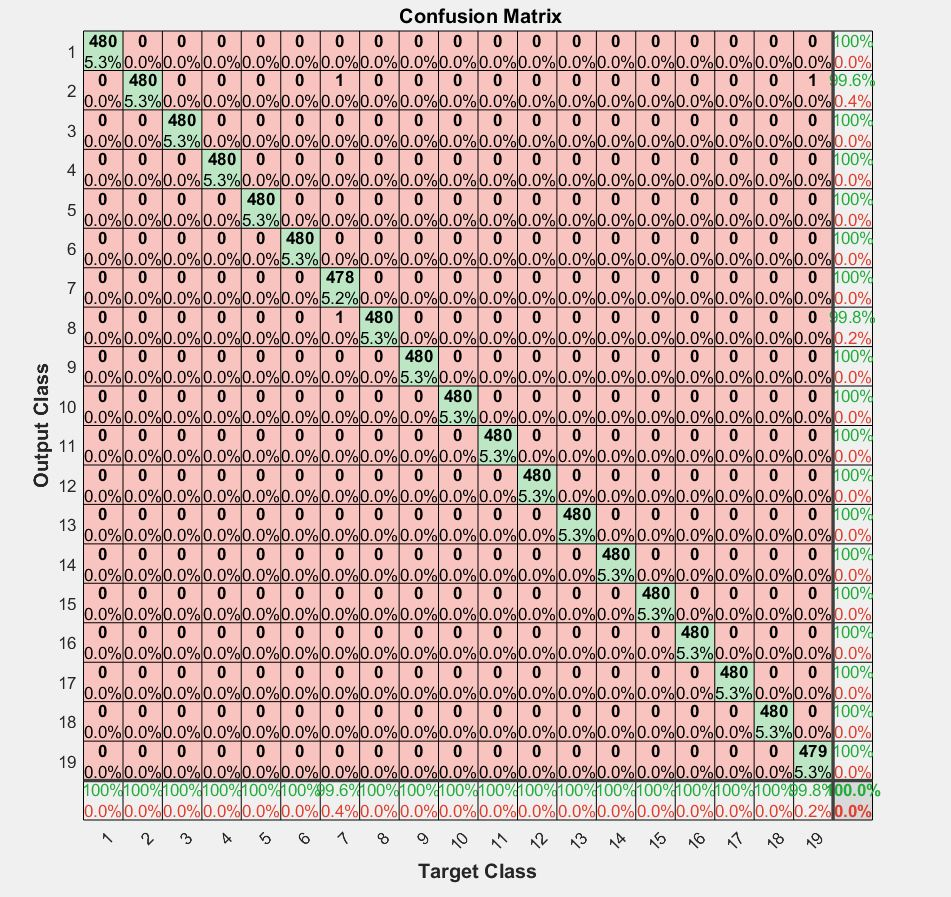 Confusion Matrix
1 480 0 0 0 0 0 0 0 0 0 0 0 0 0 0 0 0 0 0 100%
5.3% 0.0% 0.0% 0.0% 0.0% 0.0% 0.0% 0.0% 0.0% 0.0% 0.0% 0.0% 0.0% 0.0% 0.0% 0.0% 0.0% 0.0% 0.0% 0.0%
2 0 480 0 0 0 0 1 0 0 0 0 0 0 0 0 0 0 0 1 99.6%
0.0% 5.3% 0.0% 0.0% 0.0% 0.0% 0.0% 0.0% 0.0% 0.0% 0.0% 0.0% 0.0% 0.0% 0.0% 0.0% 0.0% 0.0% 0.0% 0.4%
3 0 0 480 0 0 0 0 0 0 0 0 0 0 0 0 0 0 0 0 100%
0.0% 0.0% 5.3% 0.0% 0.0% 0.0% 0.0% 0.0% 0.0% 0.0% 0.0% 0.0% 0.0% 0.0% 0.0% 0.0% 0.0% 0.0% 0.0% 0.0%
4 0 0 0 480 0 0 0 0 0 0 0 0 0 0 0 0 0 0 0 100%
0.0% 0.0% 0.0% 5.3% 0.0% 0.0% 0.0% 0.0% 0.0% 0.0% 0.0% 0.0% 0.0% 0.0% 0.0% 0.0% 0.0% 0.0% 0.0% 0.0%
5 0 0 0 0 480 0 0 0 0 0 0 0 0 0 0 0 0 0 0 100%
0.0% 0.0% 0.0% 0.0% 5.3% 0.0% 0.0% 0.0% 0.0% 0.0% 0.0% 0.0% 0.0% 0.0% 0.0% 0.0% 0.0% 0.0% 0.0% 0.0%
6 0 0 0 0 0 480 0 0 0 0 0 0 0 0 0 0 0 0 0 100%
0.0% 0.0% 0.0% 0.0% 0.0% 5.3% 0.0% 0.0% 0.0% 0.0% 0.0% 0.0% 0.0% 0.0% 0.0% 0.0% 0.0% 0.0% 0.0% 0.0%
7 0 0 0 0 0 0 478 0 0 0 0 0 0 0 0 0 0 0 0 100%
0.0% 0.0% 0.0% 0.0% 0.0% 0.0% 5.2% 0.0% 0.0% 0.0% 0.0% 0.0% 0.0% 0.0% 0.0% 0.0% 0.0% 0.0% 0.0% 0.0%
8 0 0 0 0 0 0 1 480 0 0 0 0 0 0 0 0 0 0 0 99.8%
0.0% 0.0% 0.0% 0.0% 0.0% 0.0% 0.0% 5.3% 0.0% 0.0% 0.0% 0.0% 0.0% 0.0% 0.0% 0.0% 0.0% 0.0% 0.0% 0.2%
9 0 0 0 0 0 0 0 0 480 0 0 0 0 0 0 0 0 0 0 100%
0.0% 0.0% 0.0% 0.0% 0.0% 0.0% 0.0% 0.0% 5.3% 0.0% 0.0% 0.0% 0.0% 0.0% 0.0% 0.0% 0.0% 0.0% 0.0% 0.0%
10 0 0 0 0 0 0 0 0 0 480 0 0 0 0 0 0 0 0 0 100%
0.0% 0.0% 0.0% 0.0% 0.0% 0.0% 0.0% 0.0% 0.0% 5.3% 0.0% 0.0% 0.0% 0.0% 0.0% 0.0% 0.0% 0.0% 0.0% 0.0%
11 0 0 0 0 0 0 0 0 0 0 480 0 0 0 0 0 0 0 0 100%
0.0% 0.0% 0.0% 0.0% 0.0% 0.0% 0.0% 0.0% 0.0% 0.0% 5.3% 0.0% 0.0% 0.0% 0.0% 0.0% 0.0% 0.0% 0.0% 0.0%
12 0 0 0 0 0 0 0 0 0 0 0 480 0 0 0 0 0 0 0 100%
0.0% 0.0% 0.0% 0.0% 0.0% 0.0% 0.0% 0.0% 0.0% 0.0% 0.0% 5.3% 0.0% 0.0% 0.0% 0.0% 0.0% 0.0% 0.0% 0.0%
13 0 0 0 0 0 0 0 0 0 0 0 0 480 0 0 0 0 0 0 100%
0.0% 0.0% 0.0% 0.0% 0.0% 0.0% 0.0% 0.0% 0.0% 0.0% 0.0% 0.0% 5.3% 0.0% 0.0% 0.0% 0.0% 0.0% 0.0% 0.0%
14 0 0 0 0 0 0 0 0 0 0 0 0 0 480 0 0 0 0 0 100%
0.0% 0.0% 0.0% 0.0% 0.0% 0.0% 0.0% 0.0% 0.0% 0.0% 0.0% 0.0% 0.0% 5.3% 0.0% 0.0% 0.0% 0.0% 0.0% 0.0%
15 0 0 0 0 0 0 0 0 0 0 0 0 0 0 480 0 0 0 0 100%
0.0% 0.0% 0.0% 0.0% 0.0% 0.0% 0.0% 0.0% 0.0% 0.0% 0.0% 0.0% 0.0% 0.0% 5.3% 0.0% 0.0% 0.0% 0.0% 0.0%
16 0 0 0 0 0 0 0 0 0 0 0 0 0 0 0 480 0 0 0 100%
0.0% 0.0% 0.0% 0.0% 0.0% 0.0% 0.0% 0.0% 0.0% 0.0% 0.0% 0.0% 0.0% 0.0% 0.0% 5.3% 0.0% 0.0% 0.0% 0.0%
17 0 0 0 0 0 0 0 0 0 0 0 0 0 0 0 0 480 0 0 100%
0.0% 0.0% 0.0% 0.0% 0.0% 0.0% 0.0% 0.0% 0.0% 0.0% 0.0% 0.0% 0.0% 0.0% 0.0% 0.0% 5.3% 0.0% 0.0% 0.0%
18 0 0 0 0 0 0 0 0 0 0 0 0 0 0 0 0 0 480 0 100%
0.0% 0.0% 0.0% 0.0% 0.0% 0.0% 0.0% 0.0% 0.0% 0.0% 0.0% 0.0% 0.0% 0.0% 0.0% 0.0% 0.0% 5.3% 0.0% 0.0%
19 0 0 0 0 0 0 0 0 0 0 0 0 0 0 0 0 0 0 479 100%
0.0% 0.0% 0.0% 0.0% 0.0% 0.0% 0.0% 0.0% 0.0% 0.0% 0.0% 0.0% 0.0% 0.0% 0.0% 0.0% 0.0% 0.0% 5.3% 0.0%
100% 100% 100% 100% 100% 100% 99.6% 100% 100% 100% 100% 100% 100% 100% 100% 100% 100% 100% 99.8% 100.0%
0.0% 0.0% 0.0% 0.0% 0.0% 0.0% 0.4% 0.0% 0.0% 0.0% 0.0% 0.0% 0.0% 0.0% 0.0% 0.0% 0.0% 0.0% 0.2% 0.0%
1 2 3 4 5 6 7 8 9 10 11 12 13 14 15 16 17 18 19
Output Class
Target Class